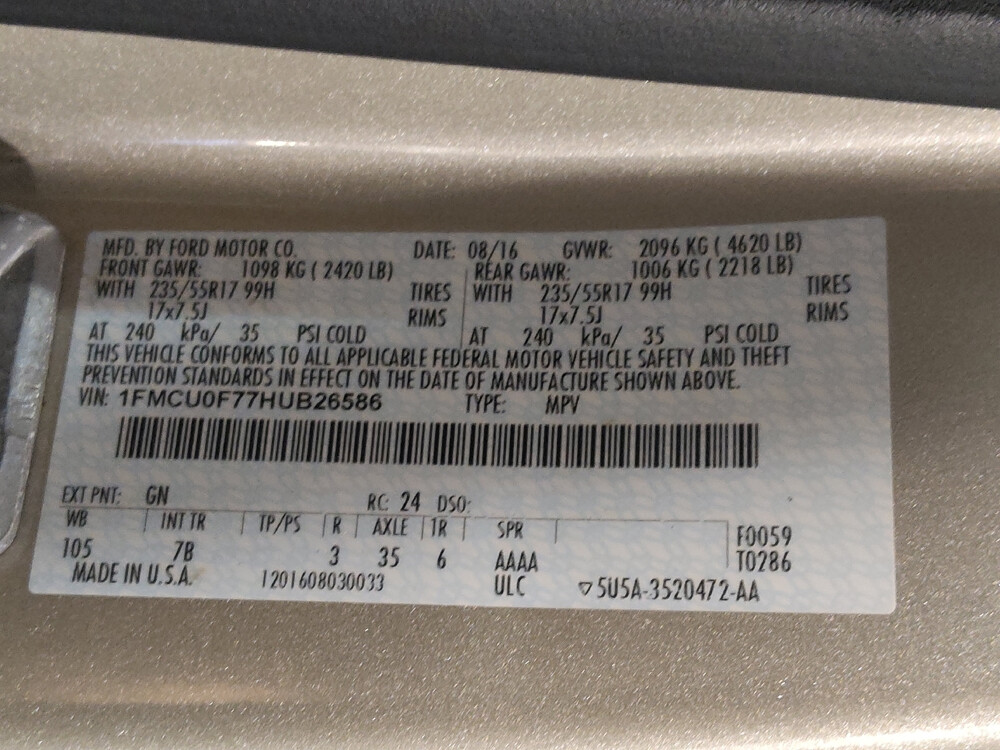 MFD. BY FORD MOTOR CO. DATE: 08/16 GVWR: 2096 KG ( 4620 LB)
FRONT GAWR: 1098 KG ( 2420 LB) REAR GAWR: 1006 KG ( 2218 LB)
WITH 235/55R17 99H TIRES WITH 235/55R17 99H TIRES
17x7.5J RIMS 17x7.5J RIMS
AT 240 kPa/ 35 PSI COLD AT 240 kPa/ 35 PSI COLD
THIS VEHICLE CONFORMS TO ALL APPLICABLE FEDERAL MOTOR VEHICLE SAFETY AND THEFT
PREVENTION STANDARDS IN EFFECT ON THE DATE OF MANUFACTURE SHOWN ABOVE.
VIN: 1FMCU0F77HUB26586 TYPE: MPV
EXT PNT: GN RC: 24 DSO:
WB INT TR TP/PS R AXLE TR SPR F0059
105 7B 3 35 6 AAAA T0286
MADE IN U.S.A. 1201608030033 ULC ▽5U5A-3520472-AA